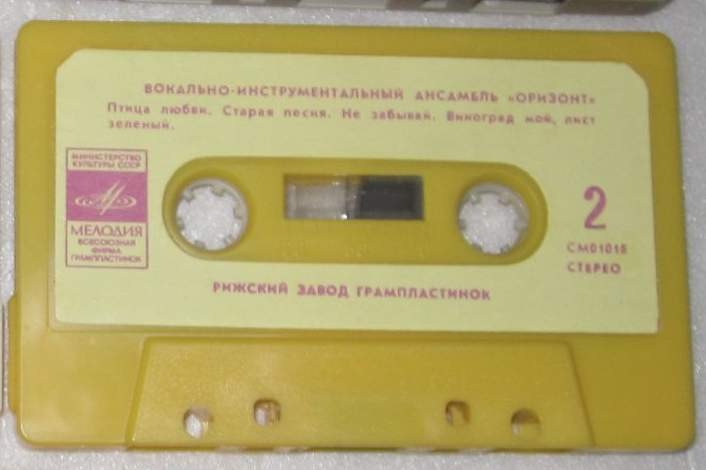 ВОКАЛЬНО-ИНСТРУМЕНТАЛЬНЫЙ АНСАМБЛЬ «ОРИЗОНТ»
Птица любви. Старая песня. Не забывай. Виноград мой, лист
зеленый.
МИНИСТЕРСТВО
КУЛЬТУРЫ СССР
МЕЛОДИЯ
ВСЕСОЮЗНАЯ
ФИРМА
ГРАМПЛАСТИНОК
2
СМ01018
СТЕРЕО
РИЖСКИЙ ЗАВОД ГРАМПЛАСТИНОК